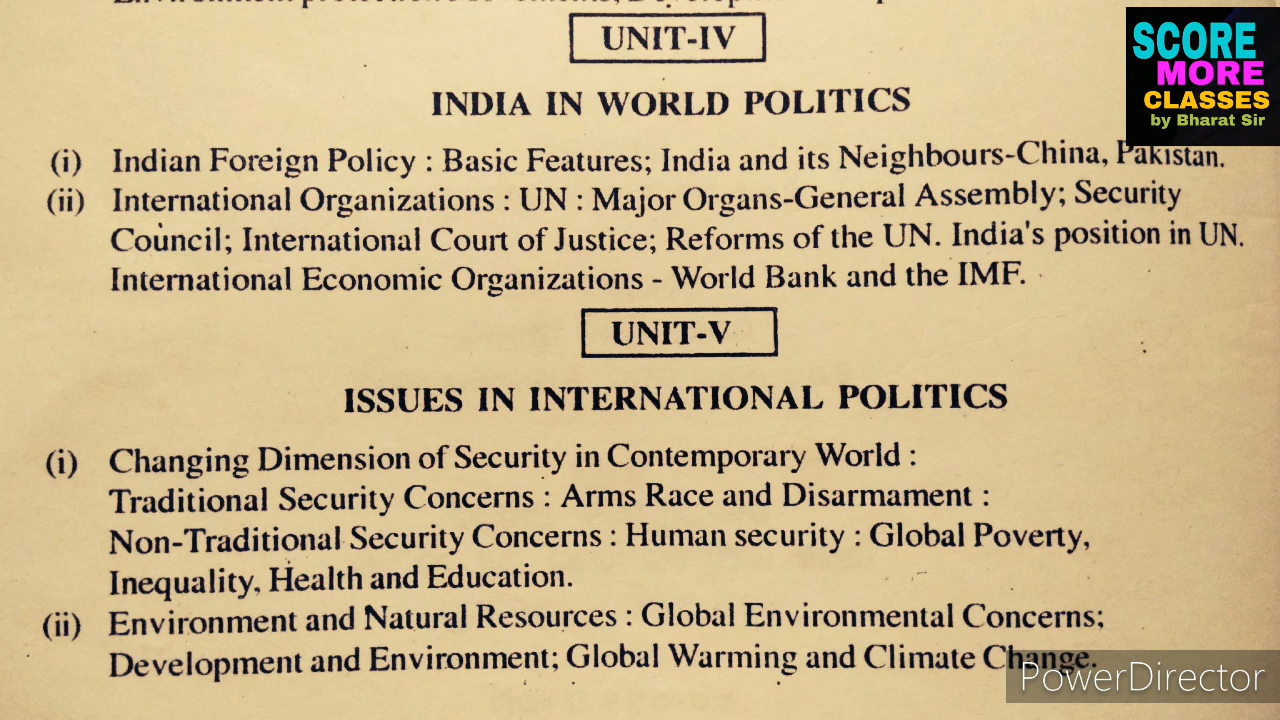 UNIT-IV
SCORE
MORE
CLASSES
by Bharat Sir
INDIA IN WORLD POLITICS
(i) Indian Foreign Policy : Basic Features; India and its Neighbours-China, Pakistan.
(ii) International Organizations : UN : Major Organs-General Assembly; Security
Council; International Court of Justice; Reforms of the UN. India's position in UN.
International Economic Organizations - World Bank and the IMF.
UNIT-V
ISSUES IN INTERNATIONAL POLITICS
(i) Changing Dimension of Security in Contemporary World :
Traditional Security Concerns : Arms Race and Disarmament :
Non-Traditional Security Concerns : Human security : Global Poverty,
Inequality, Health and Education.
(ii) Environment and Natural Resources : Global Environmental Concerns;
Development and Environment; Global Warming and Climate Change.
PowerDirector